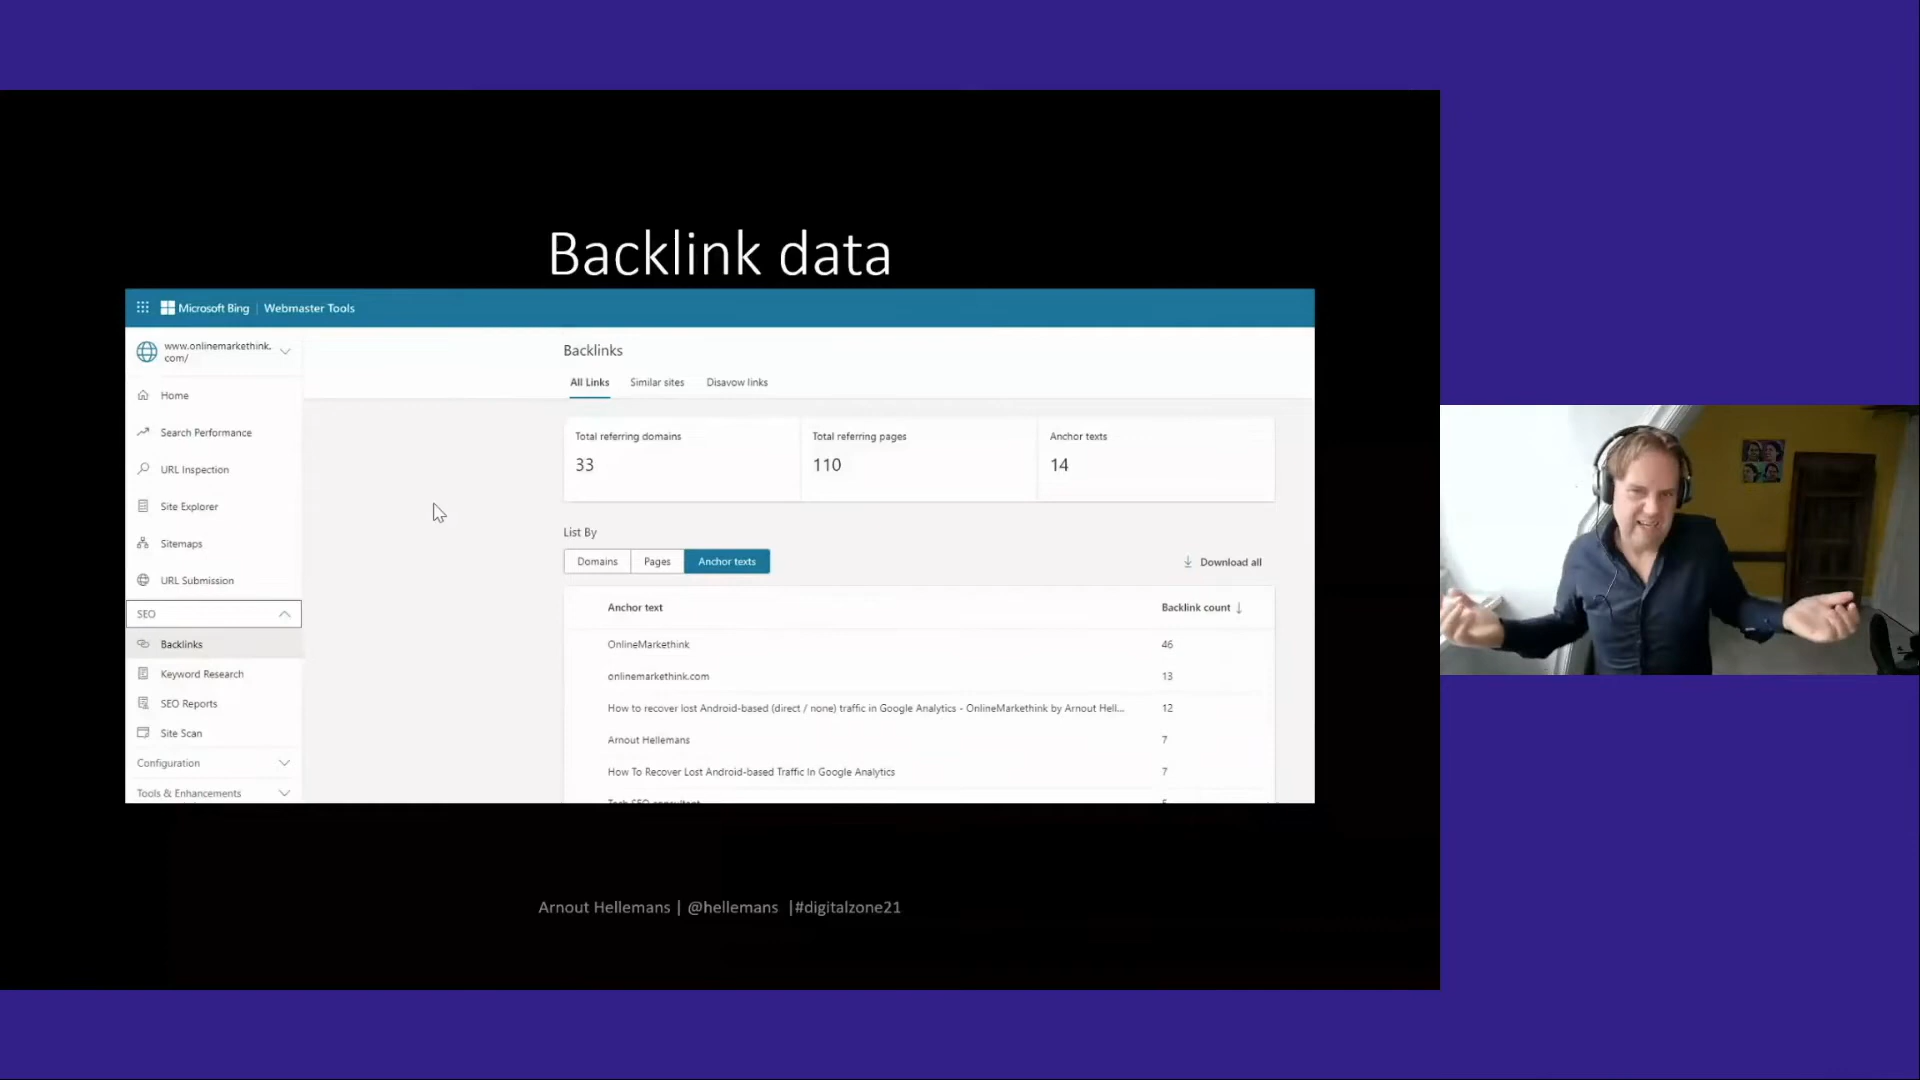 Backlink data
Microsoft Bing | Webmaster Tools
www.onlinemarkethink.
com/
Home
Search Performance
URL Inspection
Site Explorer
Sitemaps
URL Submission
SEO
Backlinks
Keyword Research
SEO Reports
Site Scan
Configuration
Tools & Enhancements
Backlinks
All Links Similar sites Disavow links
Total referring domains Total referring pages Anchor texts
33 110 14
List By
Domains Pages Anchor texts Download all
Anchor text Backlink count ↓
OnlineMarkethink 46
onlinemarkethink.com 13
How to recover lost Android-based (direct / none) traffic in Google Analytics - OnlineMarkethink by Arnout Hell... 12
Arnout Hellemans 7
How To Recover Lost Android-based Traffic In Google Analytics 7
Tech SEO consultant 5
Arnout Hellemans | @hellemans |#digitalzone21